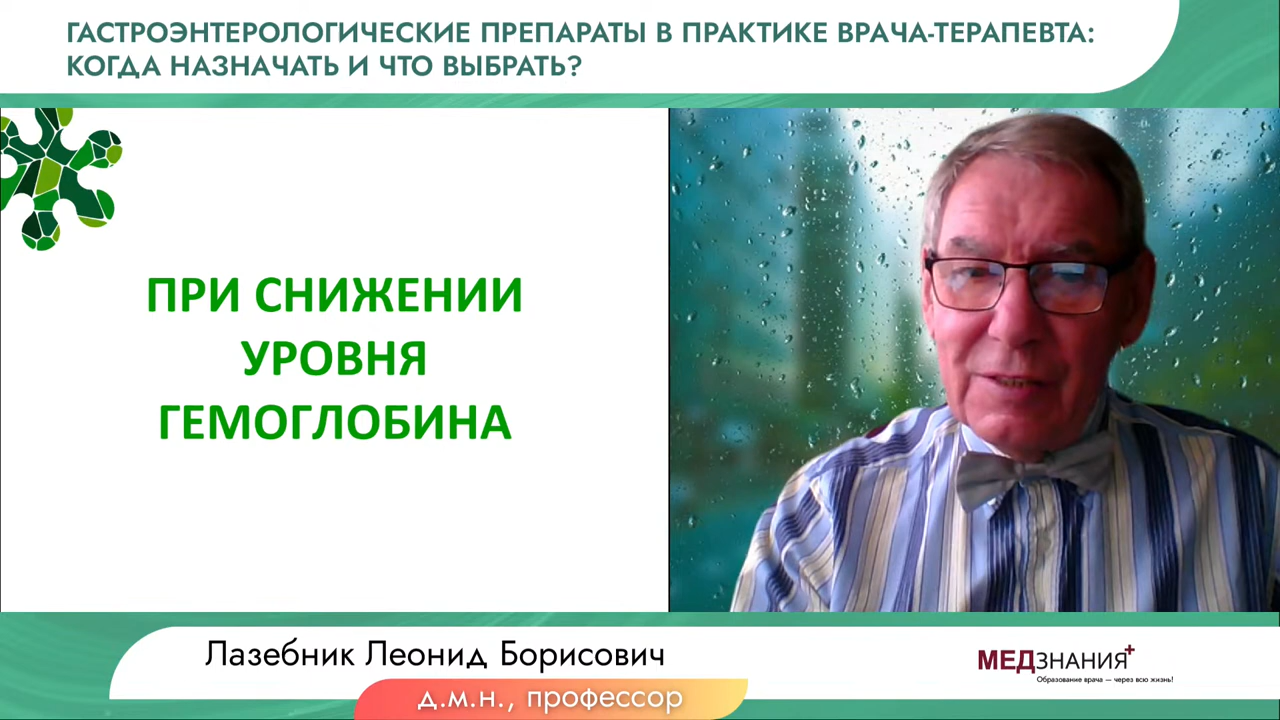 ГАСТРОЭНТЕРОЛОГИЧЕСКИЕ ПРЕПАРАТЫ В ПРАКТИКЕ ВРАЧА-ТЕРАПЕВТА:
КОГДА НАЗНАЧАТЬ И ЧТО ВЫБРАТЬ?
ПРИ СНИЖЕНИИ
УРОВНЯ
ГЕМОГЛОБИНА
Лазебник Леонид Борисович
д.м.н., профессор
МЕДЗНАНИЯ+
Образование врача — через всю жизнь!